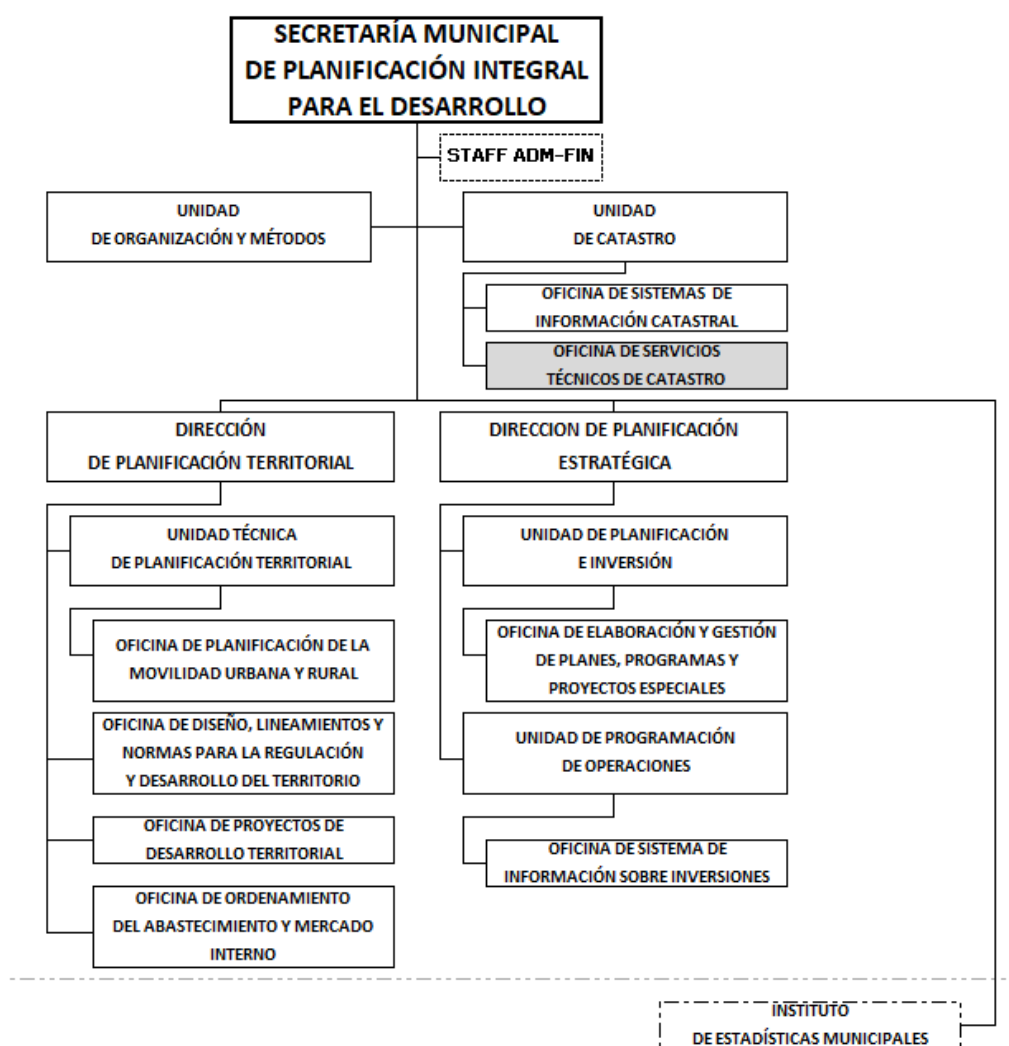 SECRETARÍA MUNICIPAL
DE PLANIFICACIÓN INTEGRAL
PARA EL DESARROLLO
STAFF ADM-FIN
UNIDAD
DE ORGANIZACIÓN Y MÉTODOS
UNIDAD
DE CATASTRO
OFICINA DE SISTEMAS DE
INFORMACIÓN CATASTRAL
OFICINA DE SERVICIOS
TÉCNICOS DE CATASTRO
DIRECCIÓN
DE PLANIFICACIÓN TERRITORIAL
UNIDAD TÉCNICA
DE PLANIFICACIÓN TERRITORIAL
OFICINA DE PLANIFICACIÓN DE LA
MOVILIDAD URBANA Y RURAL
OFICINA DE DISEÑO, LINEAMIENTOS Y
NORMAS PARA LA REGULACIÓN
Y DESARROLLO DEL TERRITORIO
OFICINA DE PROYECTOS DE
DESARROLLO TERRITORIAL
OFICINA DE ORDENAMIENTO
DEL ABASTECIMIENTO Y MERCADO
INTERNO
DIRECCION DE PLANIFICACIÓN
ESTRATÉGICA
UNIDAD DE PLANIFICACIÓN
E INVERSIÓN
OFICINA DE ELABORACIÓN Y GESTIÓN
DE PLANES, PROGRAMAS Y
PROYECTOS ESPECIALES
UNIDAD DE PROGRAMACIÓN
DE OPERACIONES
OFICINA DE SISTEMA DE
INFORMACIÓN SOBRE INVERSIONES
INSTITUTO
DE ESTADÍSTICAS MUNICIPALES